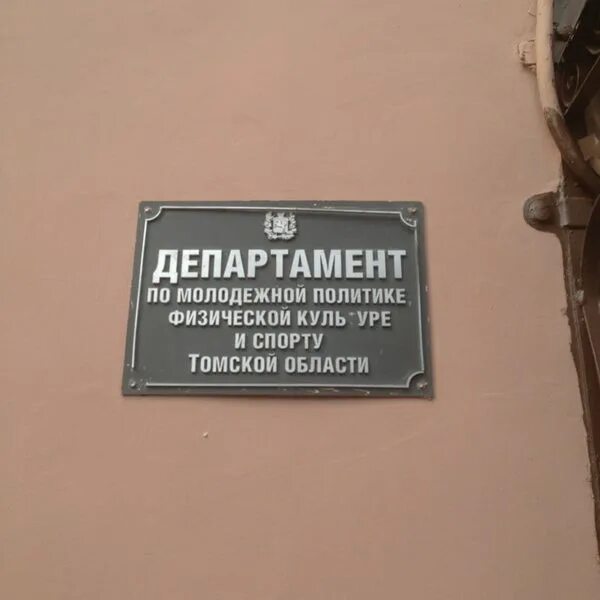 ДЕПАРТАМЕНТ
ПО МОЛОДЕЖНОЙ ПОЛИТИКЕ,
ФИЗИЧЕСКОЙ КУЛЬ УРЕ
И СПОРТУ
ТОМСКОЙ ОБЛАСТИ